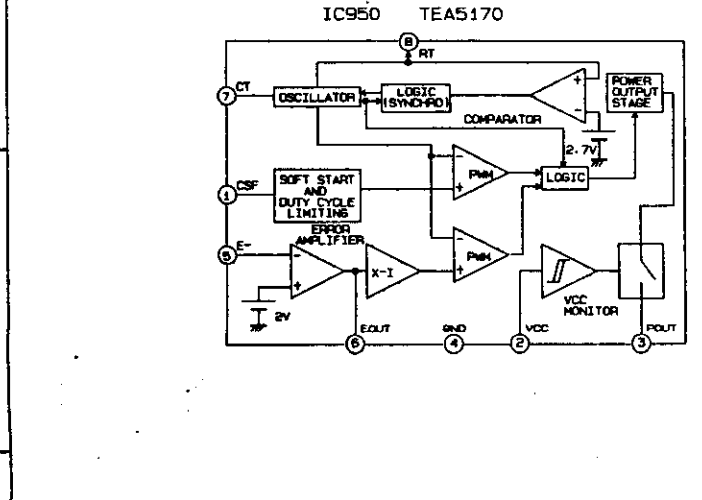 IC950 TEA5170
8
RT
7 CT
OSCILLATOR
LOGIC
(SYNCHRO)
+
-
COMPARATOR
POWER
OUTPUT
STAGE
2.7V
1 CSF
SOFT START
AND
DUTY CYCLE
LIMITING
-
+
PWM
LOGIC
ERROR
AMPLIFIER
5 E-
-
+
X-I
-
+
PWM
VCC
MONITOR
2V
6 E.OUT
4 GND
2 VCC
3 POUT